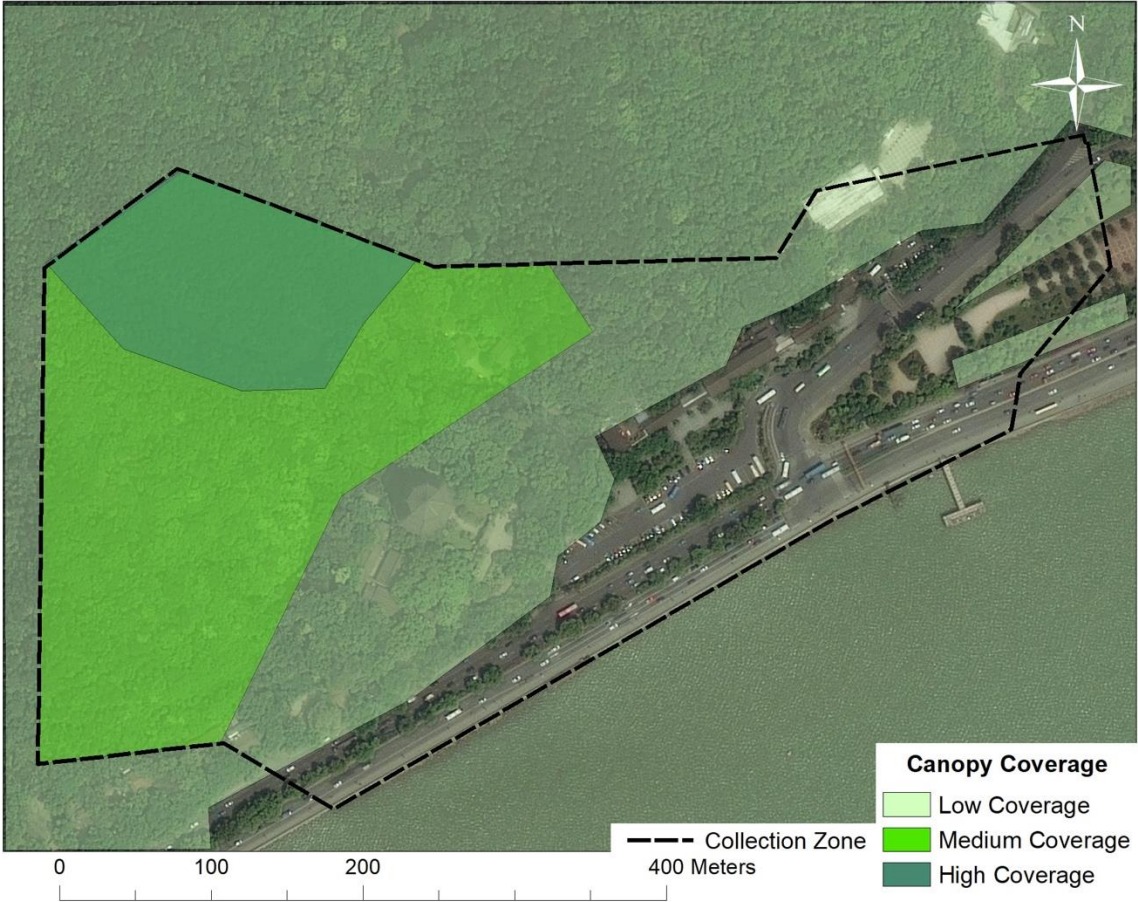 N
Canopy Coverage
Low Coverage
Medium Coverage
High Coverage
Collection Zone
0 100 200 400 Meters